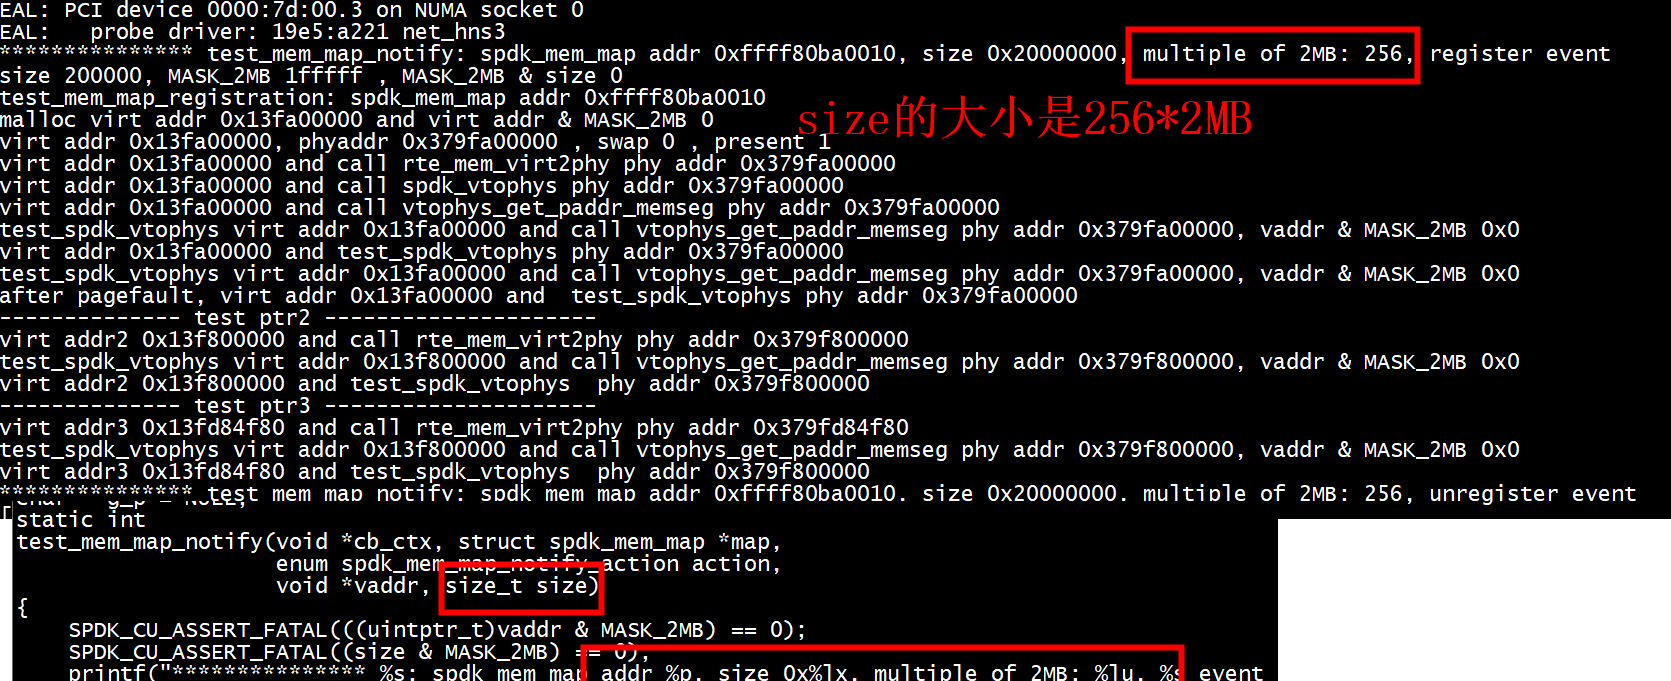 EAL: PCI device 0000:7d:00.3 on NUMA socket 0
EAL:   probe driver: 19e5:a221 net_hns3
*************** test_mem_map_notify: spdk_mem_map addr 0xffff80ba0010, size 0x20000000, multiple of 2MB: 256, register event
size 200000, MASK_2MB 1fffff , MASK_2MB & size 0
test_mem_map_registration: spdk_mem_map addr 0xffff80ba0010
malloc virt addr 0x13fa00000 and virt addr & MASK_2MB 0
size的大小是256*2MB
virt addr 0x13fa00000, phyaddr 0x379fa00000 , swap 0 , present 1
virt addr 0x13fa00000 and call rte_mem_virt2phy phy addr 0x379fa00000
virt addr 0x13fa00000 and call spdk_vtophys phy addr 0x379fa00000
virt addr 0x13fa00000 and call vtophys_get_paddr_memseg phy addr 0x379fa00000
test_spdk_vtophys virt addr 0x13fa00000 and call vtophys_get_paddr_memseg phy addr 0x379fa00000, vaddr & MASK_2MB 0x0
virt addr 0x13fa00000 and test_spdk_vtophys phy addr 0x379fa00000
test_spdk_vtophys virt addr 0x13fa00000 and call vtophys_get_paddr_memseg phy addr 0x379fa00000, vaddr & MASK_2MB 0x0
after pagefault, virt addr 0x13fa00000 and  test_spdk_vtophys phy addr 0x379fa00000
-------------- test ptr2 ---------------------
virt addr2 0x13f800000 and call rte_mem_virt2phy phy addr 0x379f800000
test_spdk_vtophys virt addr 0x13f800000 and call vtophys_get_paddr_memseg phy addr 0x379f800000, vaddr & MASK_2MB 0x0
virt addr2 0x13f800000 and test_spdk_vtophys  phy addr 0x379f800000
-------------- test ptr3 ---------------------
virt addr3 0x13fd84f80 and call rte_mem_virt2phy phy addr 0x379fd84f80
test_spdk_vtophys virt addr 0x13f800000 and call vtophys_get_paddr_memseg phy addr 0x379f800000, vaddr & MASK_2MB 0x0
virt addr3 0x13fd84f80 and test_spdk_vtophys  phy addr 0x379f800000
*************** test_mem_map_notify: spdk_mem_map addr 0xffff80ba0010, size 0x20000000, multiple of 2MB: 256, unregister event
static int
test_mem_map_notify(void *cb_ctx, struct spdk_mem_map *map,
enum spdk_mem_map_notify_action action,
void *vaddr, size_t size)
{
SPDK_CU_ASSERT_FATAL(((uintptr_t)vaddr & MASK_2MB) == 0);
SPDK_CU_ASSERT_FATAL((size & MASK_2MB) == 0);
printf("*************** %s: spdk_mem_map addr %p, size 0x%lx, multiple of 2MB: %lu, %s event